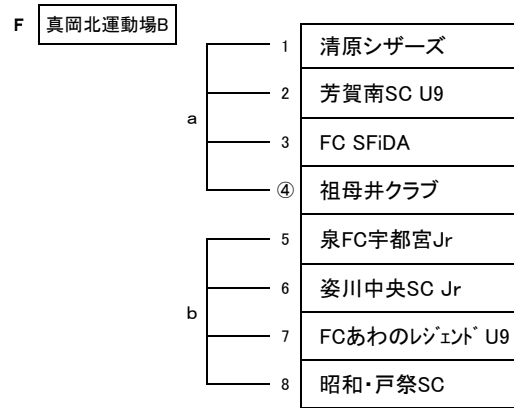 F 真岡北運動場B
1 清原シザーズ
2 芳賀南SC U9
a
3 FC SFiDA
④ 祖母井クラブ
5 泉FC宇都宮Jr
6 姿川中央SC Jr
b
7 FCあわのﾚｼﾞｪﾝﾄﾞ U9
8 昭和・戸祭SC